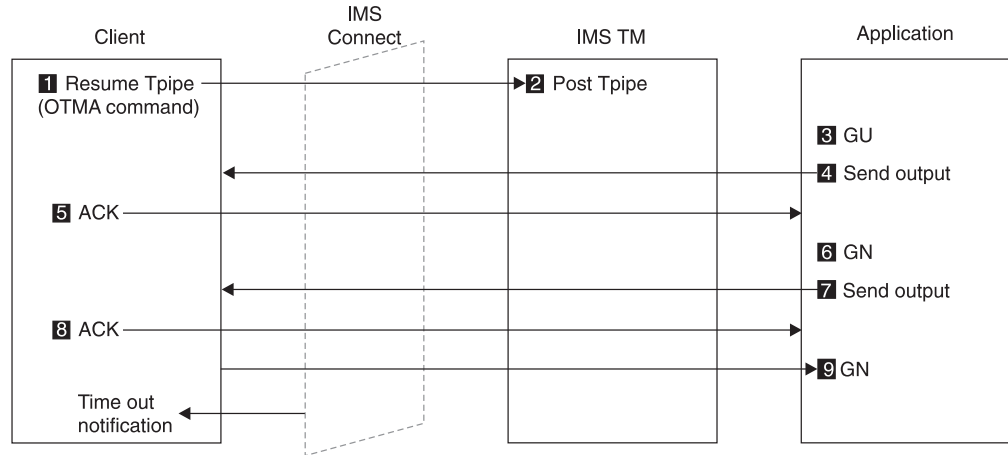 Client
IMS
Connect
IMS TM
Application
1 Resume Tpipe
(OTMA command)
2 Post Tpipe
3 GU
4 Send output
5 ACK
6 GN
7 Send output
8 ACK
9 GN
Time out
notification